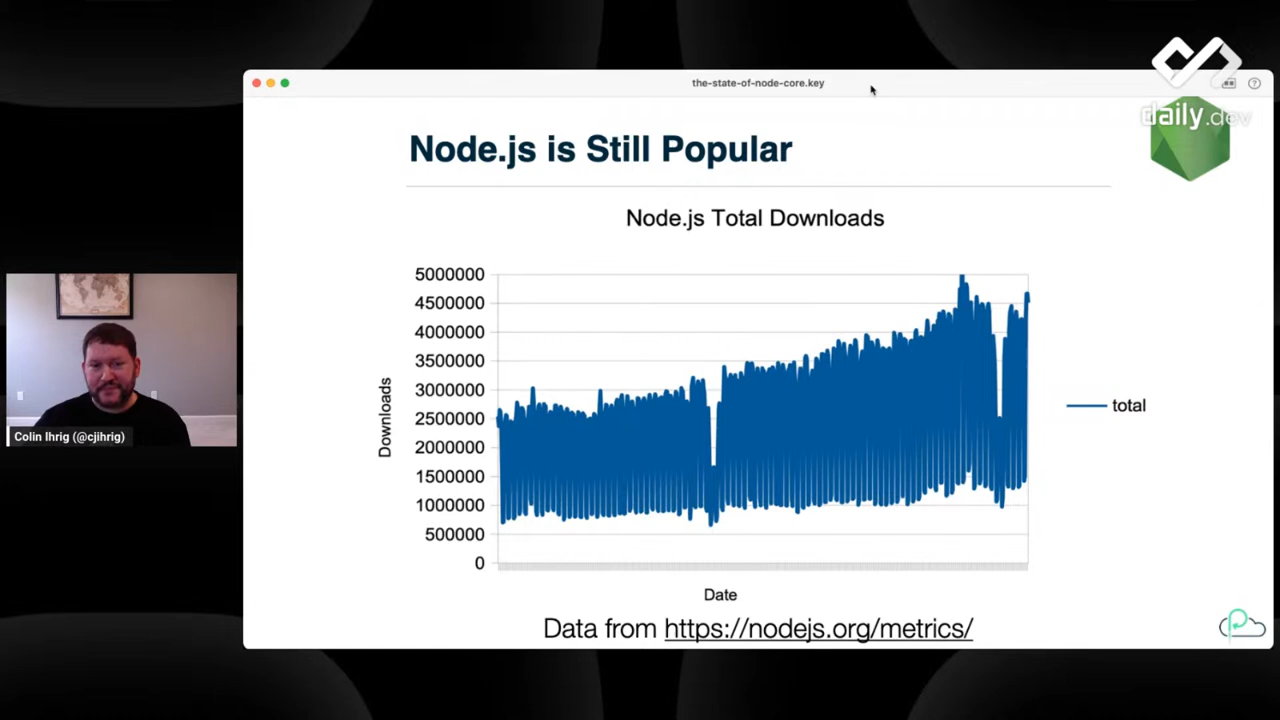 the-state-of-node-core.key
daily.dev
Node.js is Still Popular
Node.js Total Downloads
5000000
4500000
4000000
3500000
3000000
2500000
2000000
1500000
1000000
500000
0
Downloads
total
Date
Data from https://nodejs.org/metrics/
Colin Ihrig (@cjihrig)